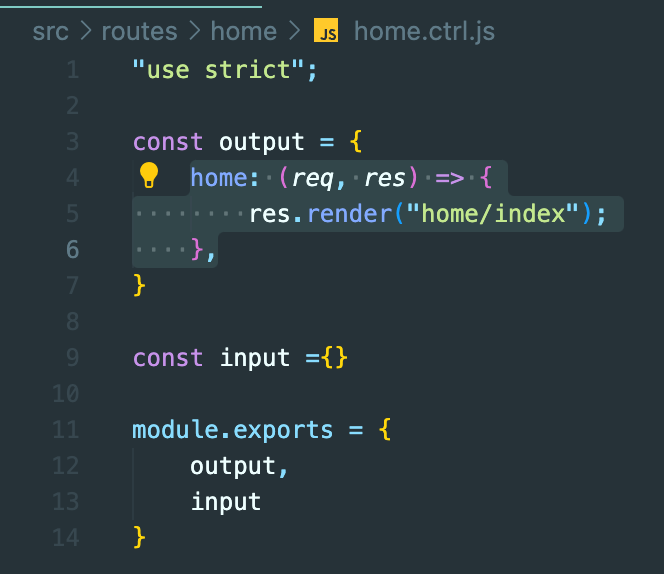 src > routes > home > JS home.ctrl.js
1 "use strict";
2
3 const output = {
4 home: (req, res) => {
5 res.render("home/index");
6 },
7 }
8
9 const input ={}
10
11 module.exports = {
12 output,
13 input
14 }